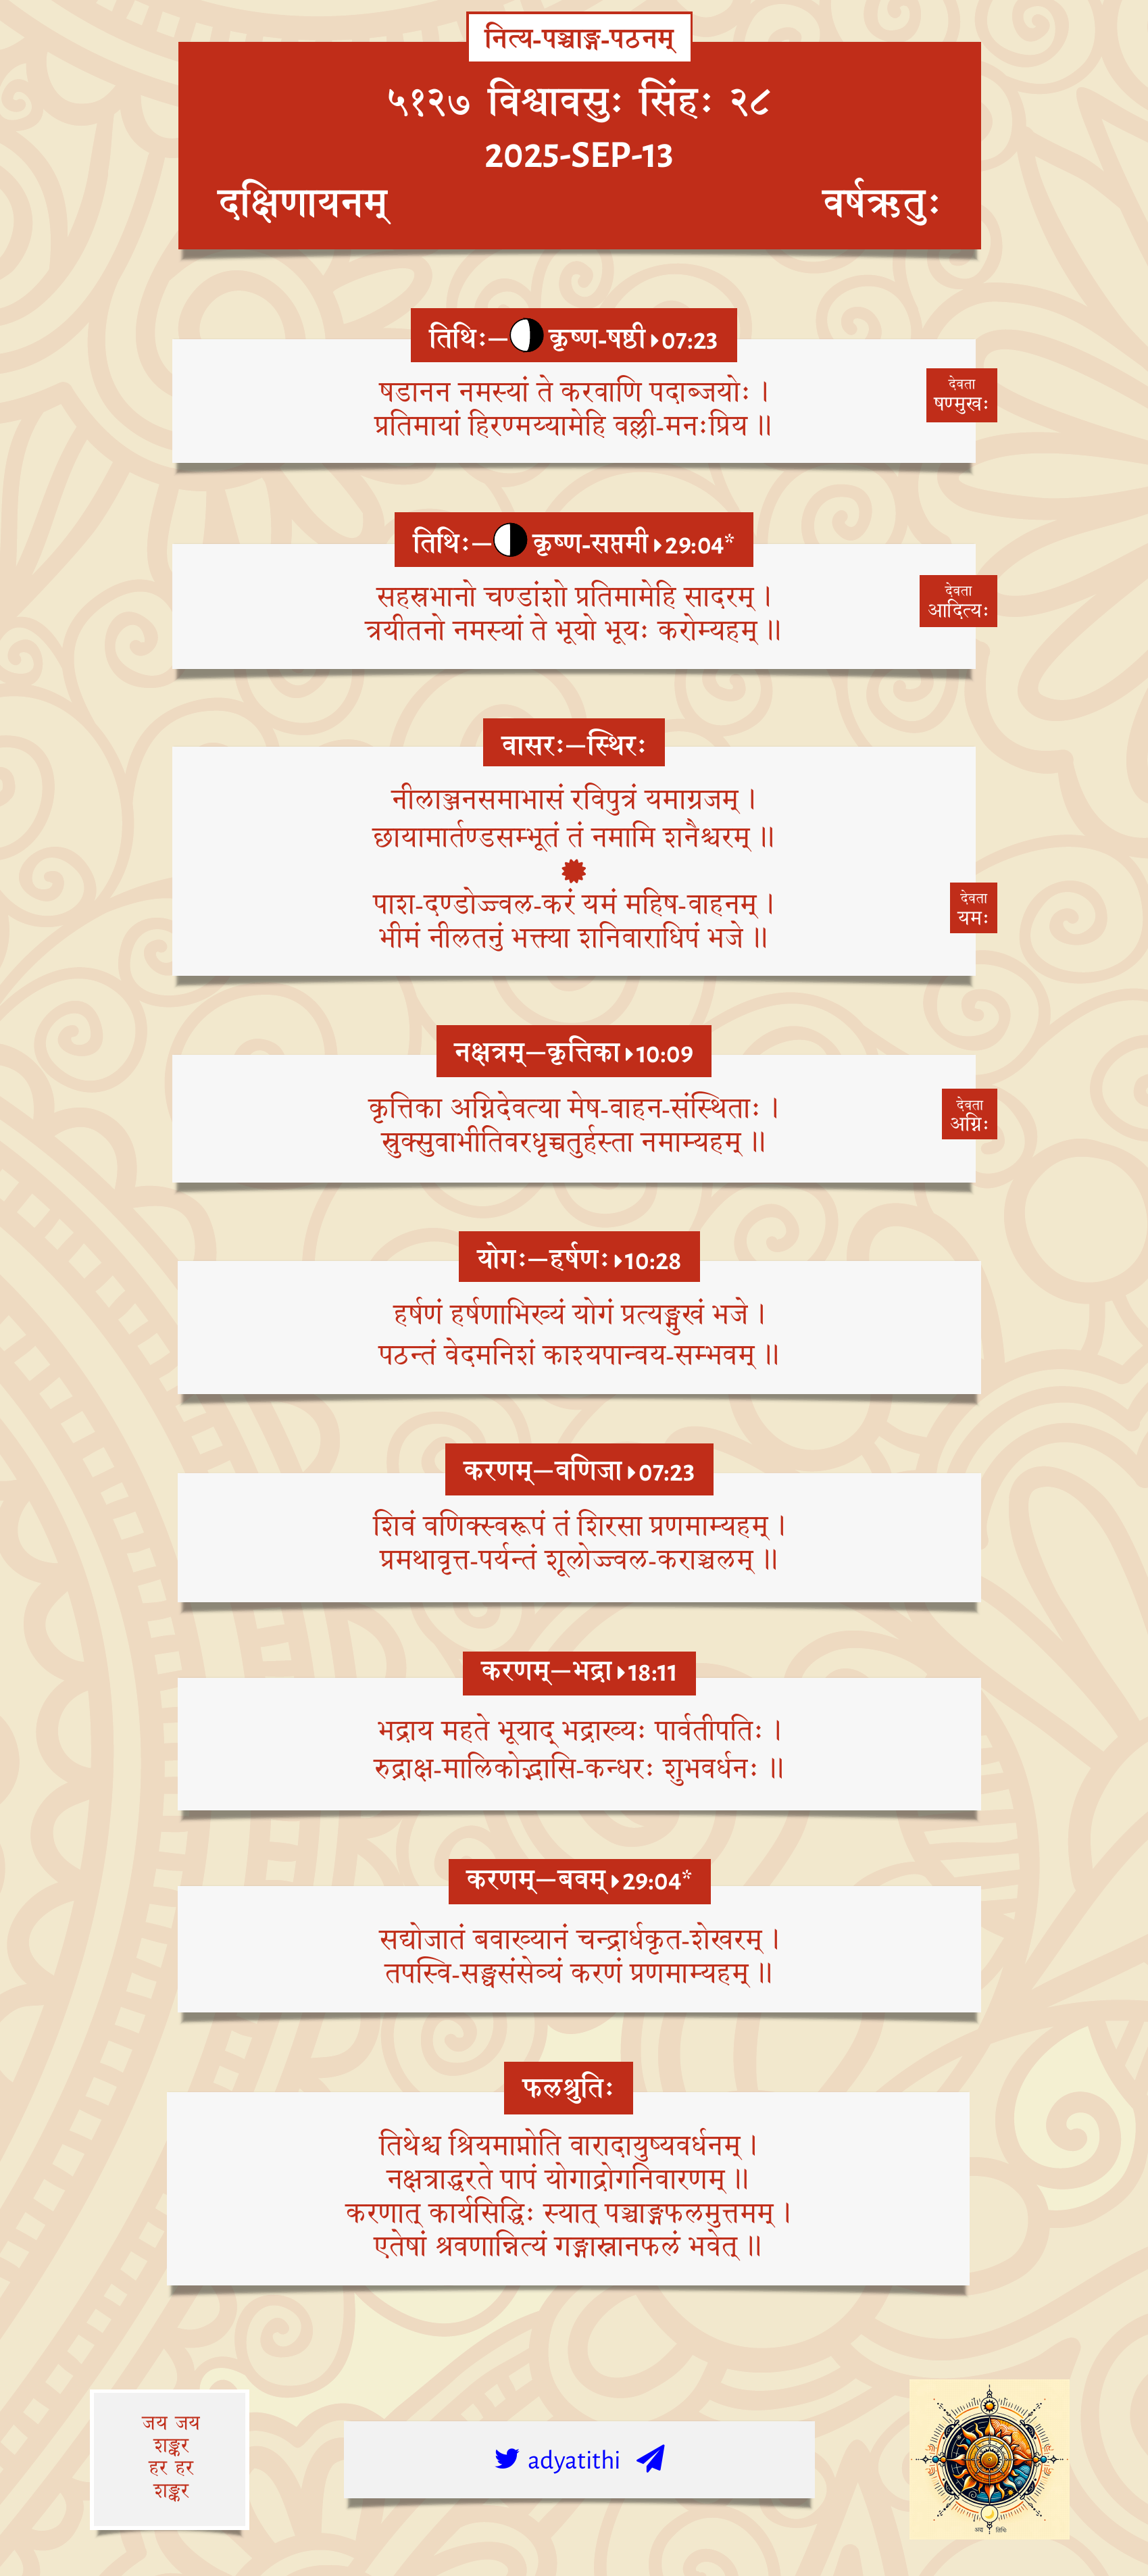 नित्य-पञ्चाङ्ग-पठनम्
५१२७ विश्वावसुः सिंहः २८
2025-SEP-13
दक्षिणायनम् वर्षऋतुः
तिथिः—कृष्ण-षष्ठी 07:23
देवता
षण्मुखः
षडानन नमस्यां ते करवाणि पदाब्जयोः ।
प्रतिमायां हिरण्मय्यामेहि वल्ली-मनःप्रिय ॥
तिथिः—कृष्ण-सप्तमी 29:04*
देवता
आदित्यः
सहस्रभानो चण्डांशो प्रतिमामेहि सादरम् ।
त्रयीतनो नमस्यां ते भूयो भूयः करोम्यहम् ॥
वासरः—स्थिरः
नीलाञ्जनसमाभासं रविपुत्रं यमाग्रजम् ।
छायामार्तण्डसम्भूतं तं नमामि शनैश्चरम् ॥
देवता
यमः
पाश-दण्डोज्ज्वल-करं यमं महिष-वाहनम् ।
भीमं नीलतनुं भक्त्या शनिवाराधिपं भजे ॥
नक्षत्रम्—कृत्तिका 10:09
देवता
अग्निः
कृत्तिका अग्निदेवत्या मेष-वाहन-संस्थिताः ।
स्रुक्सुवाभीतिवरधृच्चतुर्हस्ता नमाम्यहम् ॥
योगः—हर्षणः 10:28
हर्षणं हर्षणाभिख्यं योगं प्रत्यङ्मुखं भजे ।
पठन्तं वेदमनिशं काश्यपान्वय-सम्भवम् ॥
करणम्—वणिजा 07:23
शिवं वणिक्स्वरूपं तं शिरसा प्रणमाम्यहम् ।
प्रमथावृत्त-पर्यन्तं शूलोज्ज्वल-कराञ्चलम् ॥
करणम्—भद्रा 18:11
भद्राय महते भूयाद् भद्राख्यः पार्वतीपतिः ।
रुद्राक्ष-मालिकोद्भासि-कन्धरः शुभवर्धनः ॥
करणम्—बवम् 29:04*
सद्योजातं बवाख्यानं चन्द्रार्धकृत-शेखरम् ।
तपस्वि-सङ्घसंसेव्यं करणं प्रणमाम्यहम् ॥
फलश्रुतिः
तिथेश्च श्रियमाप्नोति वारादायुष्यवर्धनम् ।
नक्षत्राद्धरते पापं योगाद्रोगनिवारणम् ॥
करणात् कार्यसिद्धिः स्यात् पञ्चाङ्गफलमुत्तमम् ।
एतेषां श्रवणान्नित्यं गङ्गास्नानफलं भवेत् ॥
जय जय
शङ्कर
हर हर
शङ्कर
adyatithi
अद्य तिथिः